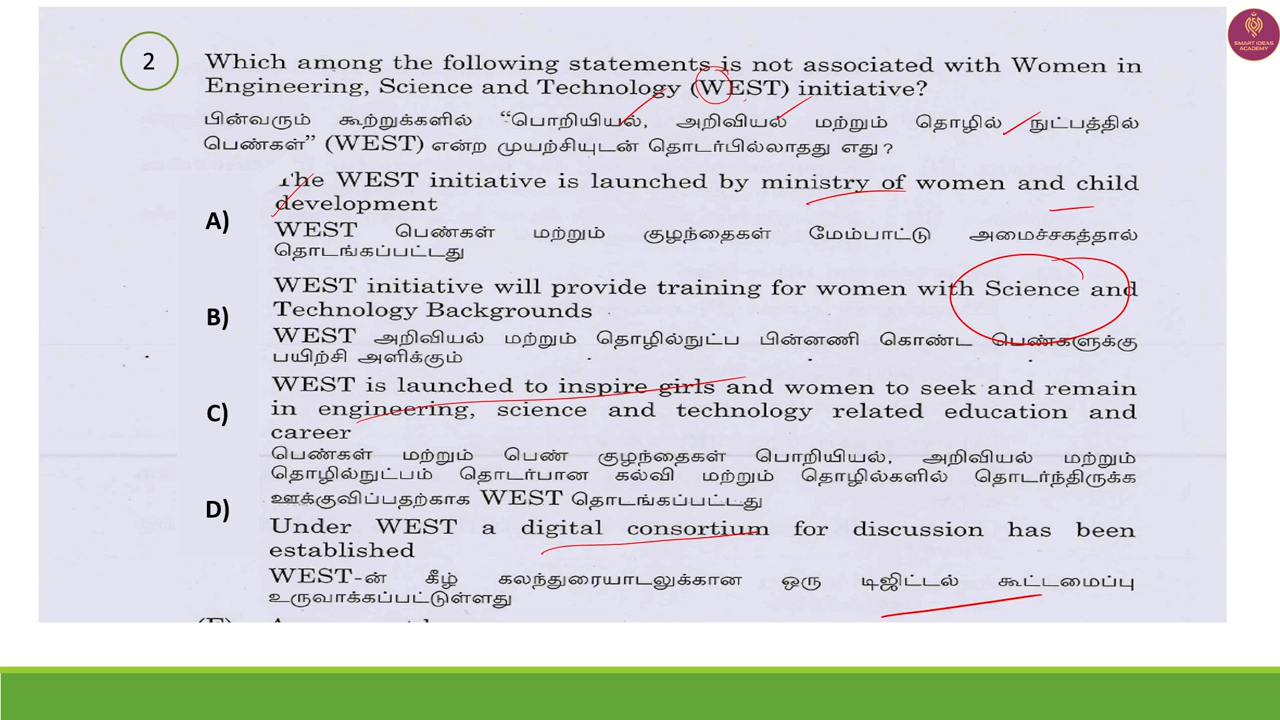 2
SMART IDEAS
ACADEMY
Which among the following statements is not associated with Women in
Engineering, Science and Technology (WEST) initiative?
பின்வரும் கூற்றுக்களில் “பொறியியல், அறிவியல் மற்றும் தொழில் நுட்பத்தில்
பெண்கள்” (WEST) என்ற முயற்சியுடன் தொடர்பில்லாதது எது?
A)
The WEST initiative is launched by ministry of women and child
development
WEST பெண்கள் மற்றும் குழந்தைகள் மேம்பாட்டு அமைச்சகத்தால்
தொடங்கப்பட்டது
B)
WEST initiative will provide training for women with Science and
Technology Backgrounds
WEST அறிவியல் மற்றும் தொழில்நுட்ப பின்னணி கொண்ட பெண்களுக்கு
பயிற்சி அளிக்கும்
C)
WEST is launched to inspire girls and women to seek and remain
in engineering, science and technology related education and
career
பெண்கள் மற்றும் பெண் குழந்தைகள் பொறியியல், அறிவியல் மற்றும்
தொழில்நுட்பம் தொடர்பான கல்வி மற்றும் தொழில்களில் தொடர்ந்திருக்க
ஊக்குவிப்பதற்காக WEST தொடங்கப்பட்டது
D)
Under WEST a digital consortium for discussion has been
established
WEST-ன் கீழ் கலந்துரையாடலுக்கான ஒரு டிஜிட்டல் கூட்டமைப்பு
உருவாக்கப்பட்டுள்ளது